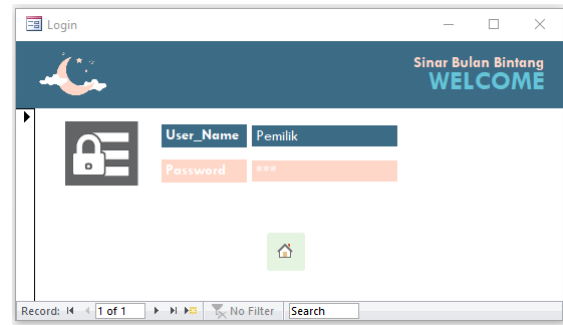 Login
Sinar Bulan Bintang
WELCOME
User_Name Pemilik
Password ***
Record: 1 of 1 No Filter Search